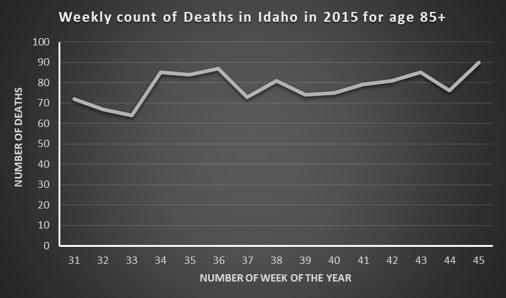 Weekly count of Deaths in Idaho in 2015 for age 85+
100
90
80
70
60
50
40
30
20
10
0
NUMBER OF DEATHS
31 32 33 34 35 36 37 38 39 40 41 42 43 44 45
NUMBER OF WEEK OF THE YEAR